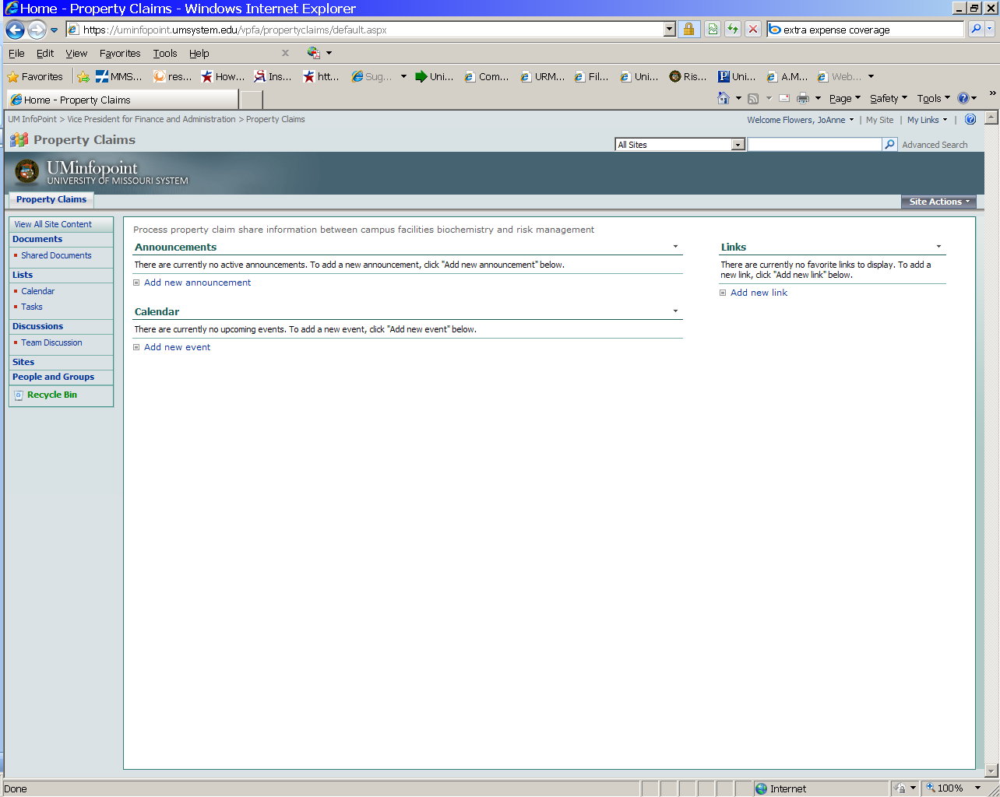 Home - Property Claims - Windows Internet Explorer
https://uminfopoint.umsystem.edu/vpfa/propertyclaims/default.aspx
extra expense coverage
File Edit View Favorites Tools Help
Favorites MMS... res... How... Ins... htt... Sug... Uni... Com... URM... Fil... Uni... Ris... Uni... A.M... Web...
Home - Property Claims
Page Safety Tools
UM InfoPoint > Vice President for Finance and Administration > Property Claims
Welcome Flowers, JoAnne | My Site | My Links |
Property Claims
All Sites
Advanced Search
UMinfopoint
UNIVERSITY OF MISSOURI SYSTEM
Property Claims
Site Actions
View All Site Content
Documents
Shared Documents
Lists
Calendar
Tasks
Discussions
Team Discussion
Sites
People and Groups
Recycle Bin
Process property claim share information between campus facilities biochemistry and risk management
Announcements
There are currently no active announcements. To add a new announcement, click "Add new announcement" below.
Add new announcement
Calendar
There are currently no upcoming events. To add a new event, click "Add new event" below.
Add new event
Links
There are currently no favorite links to display. To add a
new link, click "Add new link" below.
Add new link
Done
Internet
100%